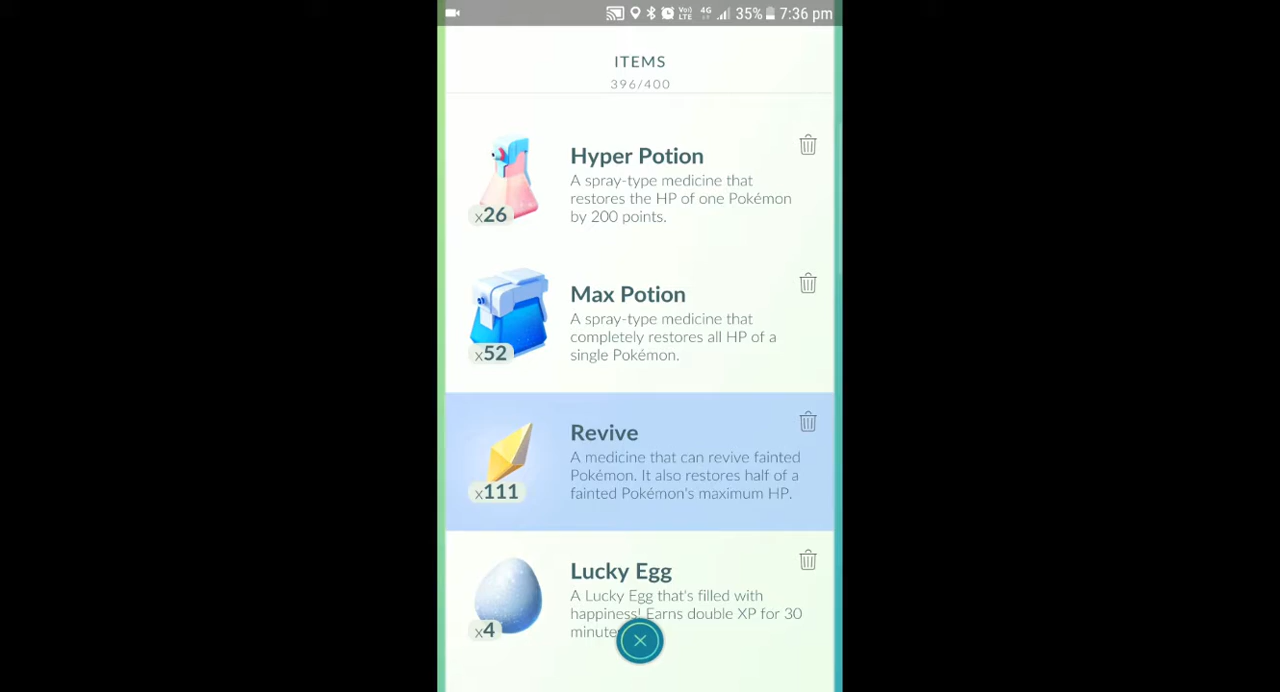 VoI) LTE 4G 35% 7:36 pm
ITEMS
396/400
Hyper Potion
A spray-type medicine that
restores the HP of one Pokémon
by 200 points.
x26
Max Potion
A spray-type medicine that
completely restores all HP of a
single Pokémon.
x52
Revive
A medicine that can revive fainted
Pokémon. It also restores half of a
fainted Pokémon's maximum HP.
x111
Lucky Egg
A Lucky Egg that's filled with
happiness! Earns double XP for 30
minute
x4